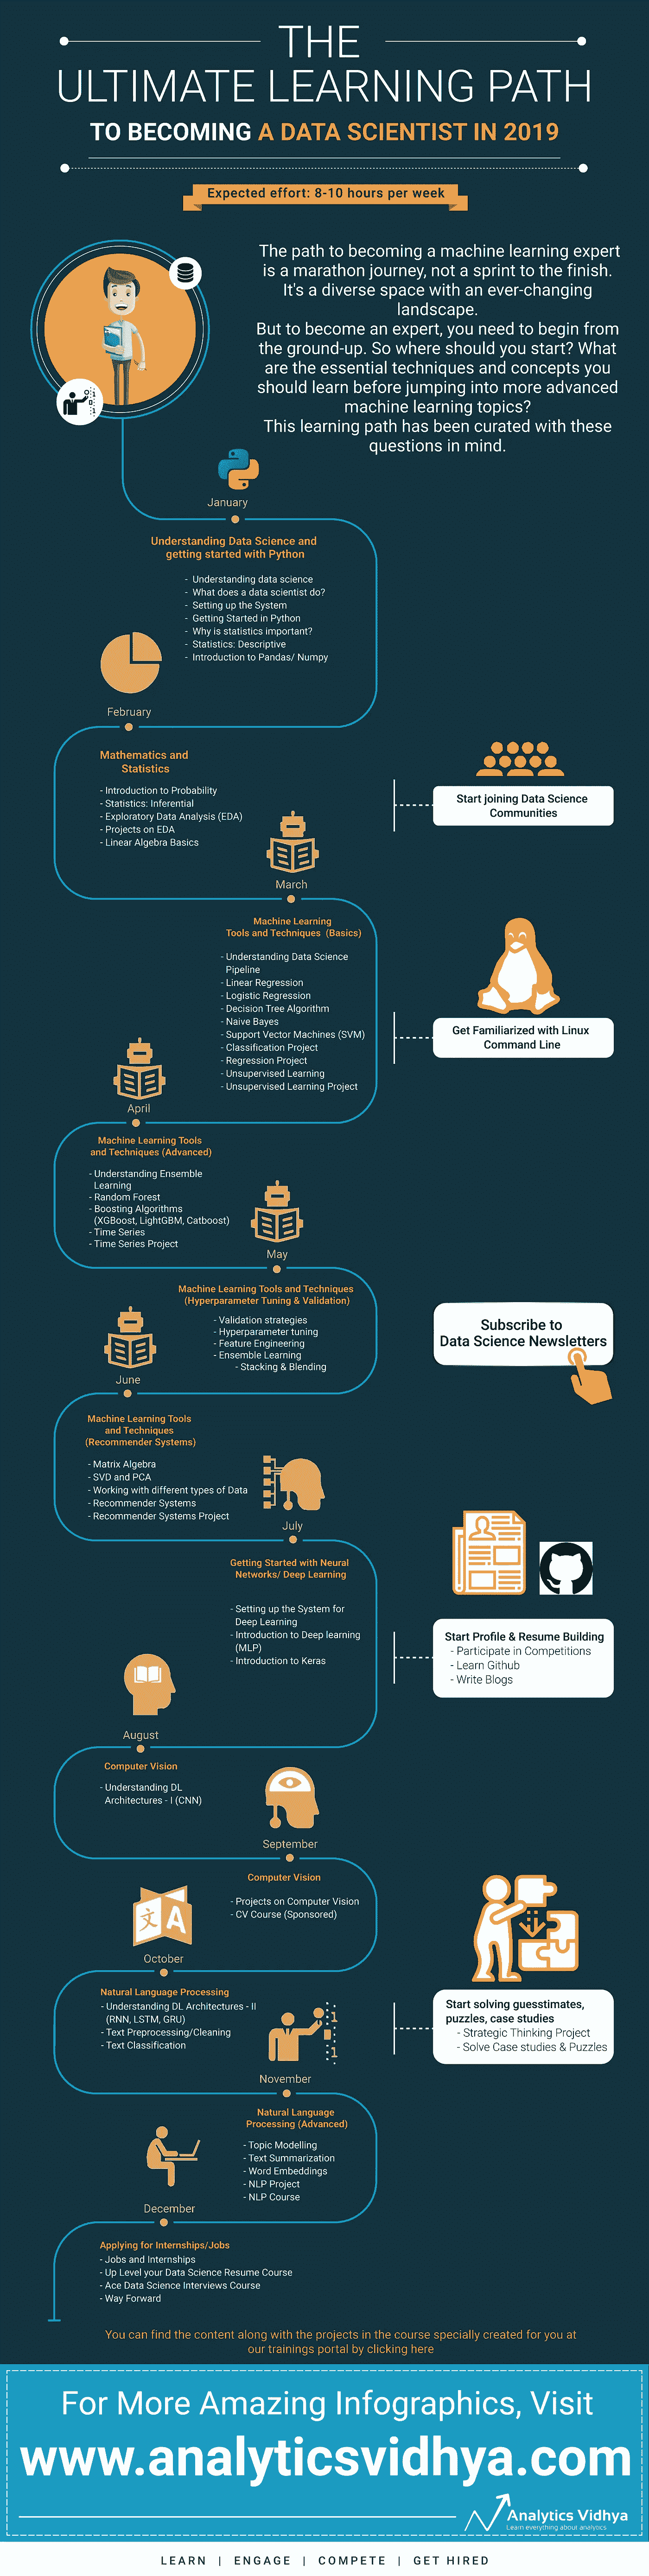 THE
ULTIMATE LEARNING PATH
TO BECOMING A DATA SCIENTIST IN 2019
Expected effort: 8-10 hours per week
The path to becoming a machine learning expert
is a marathon journey, not a sprint to the finish.
It's a diverse space with an ever-changing
landscape.
But to become an expert, you need to begin from
the ground-up. So where should you start? What
are the essential techniques and concepts you
should learn before jumping into more advanced
machine learning topics?
This learning path has been curated with these
questions in mind.
January
Understanding Data Science and
getting started with Python
- Understanding data science
- What does a data scientist do?
- Setting up the System
- Getting Started in Python
- Why is statistics important?
- Statistics: Descriptive
- Introduction to Pandas/ Numpy
February
Mathematics and
Statistics
- Introduction to Probability
- Statistics: Inferential
- Exploratory Data Analysis (EDA)
- Projects on EDA
- Linear Algebra Basics
Start joining Data Science
Communities
March
Machine Learning
Tools and Techniques (Basics)
- Understanding Data Science
Pipeline
- Linear Regression
- Logistic Regression
- Decision Tree Algorithm
- Naive Bayes
- Support Vector Machines (SVM)
- Classification Project
- Regression Project
- Unsupervised Learning
- Unsupervised Learning Project
Get Familiarized with Linux
Command Line
April
Machine Learning Tools
and Techniques (Advanced)
- Understanding Ensemble
Learning
- Random Forest
- Boosting Algorithms
(XGBoost, LightGBM, Catboost)
- Time Series
- Time Series Project
May
Machine Learning Tools and Techniques
(Hyperparameter Tuning & Validation)
- Validation strategies
- Hyperparameter tuning
- Feature Engineering
- Ensemble Learning
- Stacking & Blending
Subscribe to
Data Science Newsletters
June
Machine Learning Tools
and Techniques
(Recommender Systems)
- Matrix Algebra
- SVD and PCA
- Working with different types of Data
- Recommender Systems
- Recommender Systems Project
July
Getting Started with Neural
Networks/ Deep Learning
- Setting up the System for
Deep Learning
- Introduction to Deep learning
(MLP)
- Introduction to Keras
Start Profile & Resume Building
- Participate in Competitions
- Learn Github
- Write Blogs
August
Computer Vision
- Understanding DL
Architectures - I (CNN)
September
Computer Vision
- Projects on Computer Vision
- CV Course (Sponsored)
文 A
October
Natural Language Processing
- Understanding DL Architectures - II
(RNN, LSTM, GRU)
- Text Preprocessing/Cleaning
- Text Classification
Start solving guesstimates,
puzzles, case studies
- Strategic Thinking Project
- Solve Case studies & Puzzles
November
Natural Language
Processing (Advanced)
- Topic Modelling
- Text Summarization
- Word Embeddings
- NLP Project
- NLP Course
December
Applying for Internships/Jobs
- Jobs and Internships
- Up Level your Data Science Resume Course
- Ace Data Science Interviews Course
- Way Forward
You can find the content along with the projects in the course specially created for you at
our trainings portal by clicking here
For More Amazing Infographics, Visit
www.analyticsvidhya.com
Analytics Vidhya
Learn everything about analytics
LEARN | ENGAGE | COMPETE | GET HIRED